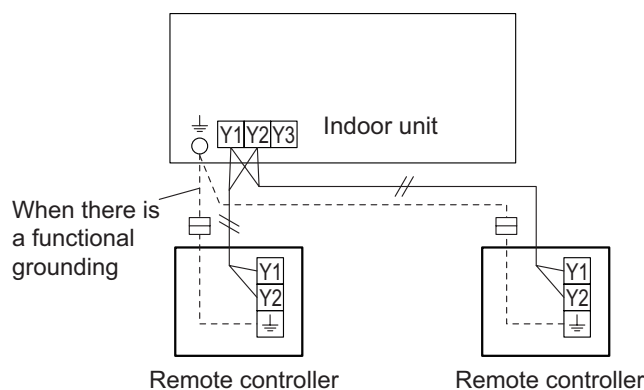 Y1 Y2 Y3 Indoor unit
When there is
a functional
grounding
Y1
Y2
Y1
Y2
Remote controller
Remote controller